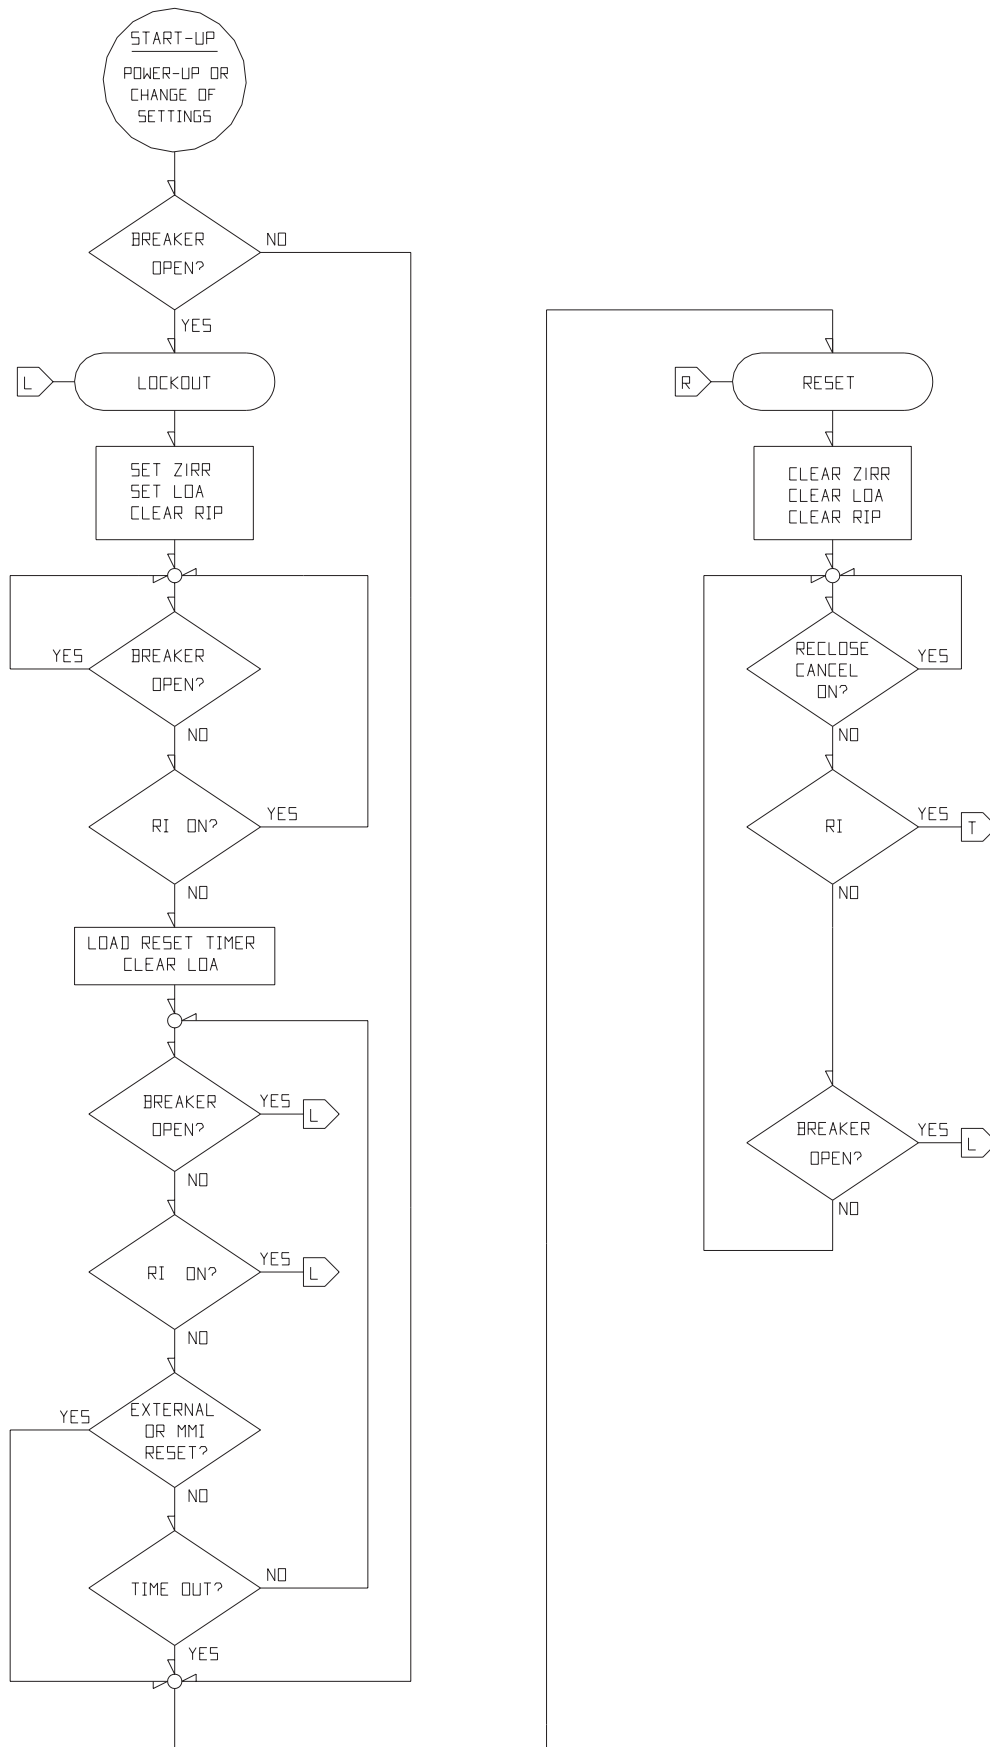 START-UP
POWER-UP OR
CHANGE OF
SETTINGS
BREAKER
OPEN?
NO
YES
L
LOCKOUT
SET ZIRR
SET LOA
CLEAR RIP
BREAKER
OPEN?
YES
NO
RI ON?
YES
NO
LOAD RESET TIMER
CLEAR LOA
BREAKER
OPEN?
YES
L
NO
RI ON?
YES
L
NO
EXTERNAL
OR MMI
RESET?
YES
NO
TIME OUT?
NO
YES
R
RESET
CLEAR ZIRR
CLEAR LOA
CLEAR RIP
RECLOSE
CANCEL
ON?
YES
NO
RI
YES
T
NO
BREAKER
OPEN?
YES
L
NO